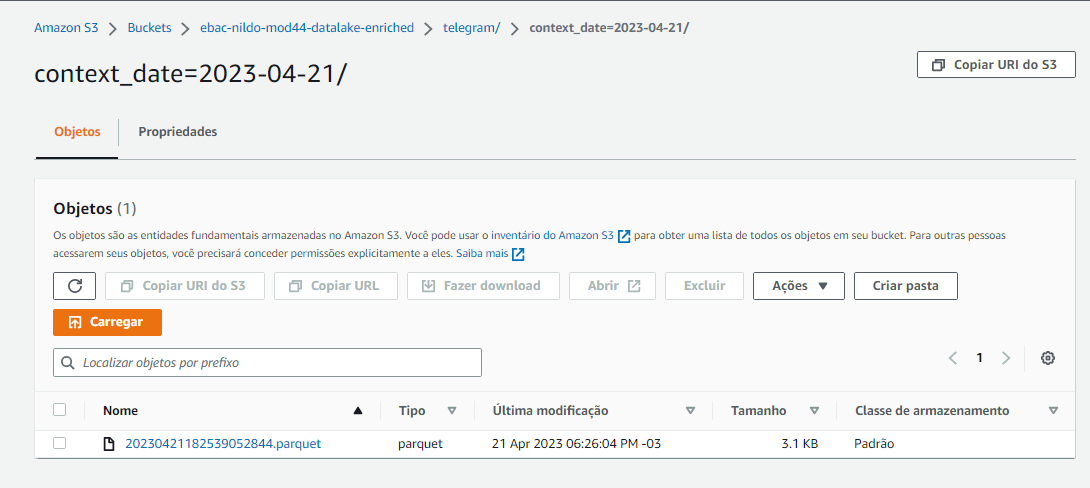 Amazon S3 > Buckets > ebac-nildo-mod44-datalake-enriched > telegram/ > context_date=2023-04-21/
context_date=2023-04-21/
Copiar URI do S3
Objetos
Propriedades
Objetos (1)
Os objetos são as entidades fundamentais armazenadas no Amazon S3. Você pode usar o inventário do Amazon S3 para obter uma lista de todos os objetos em seu bucket. Para outras pessoas
acessarem seus objetos, você precisará conceder permissões explicitamente a eles. Saiba mais
Copiar URI do S3
Copiar URL
Fazer download
Abrir
Excluir
Ações
Criar pasta
Carregar
Localizar objetos por prefixo
1
Nome Tipo Última modificação Tamanho Classe de armazenamento
20230421182539052844.parquet parquet 21 Apr 2023 06:26:04 PM -03 3.1 KB Padrão